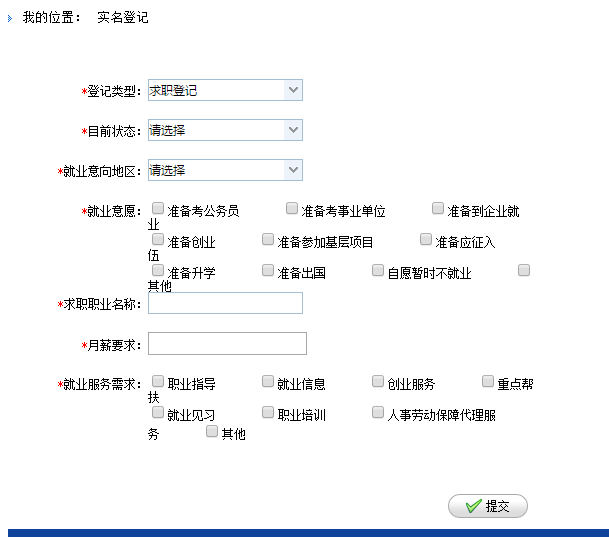 我的位置： 实名登记
*登记类型： 求职登记
*目前状态： 请选择
*就业意向地区： 请选择
*就业意愿： 准备考公务员 准备考事业单位 准备到企业就
业
准备创业 准备参加基层项目 准备应征入
伍
准备升学 准备出国 自愿暂时不就业
其他
*求职职业名称：
*月薪要求：
*就业服务需求： 职业指导 就业信息 创业服务 重点帮
扶
就业见习 职业培训 人事劳动保障代理服
务 其他
提交